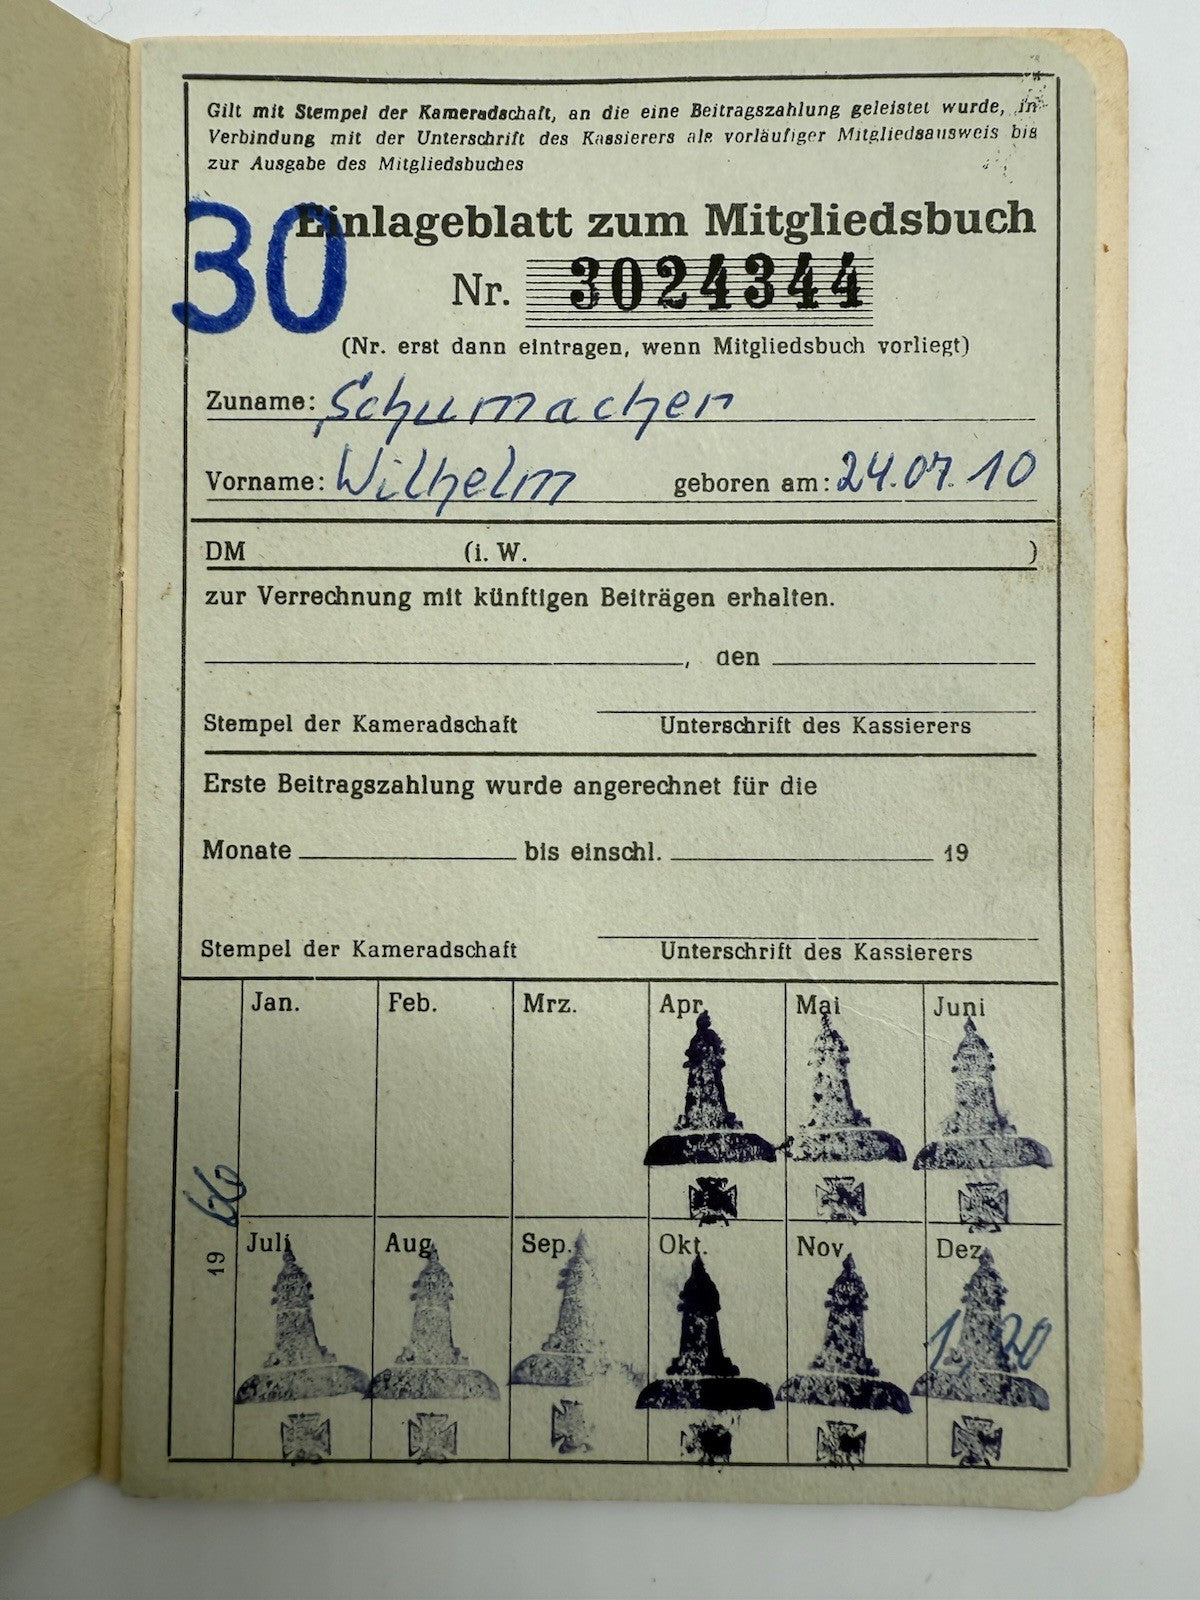 Gilt mit Stempel der Kameradschaft, an die eine Beitragszahlung geleistet wurde, in
Verbindung mit der Unterschrift des Kassierers als vorläufiger Mitgliedsausweis bis
zur Ausgabe des Mitgliedsbuches
30
Einlageblatt zum Mitgliedsbuch
Nr. 3024344
(Nr. erst dann eintragen, wenn Mitgliedsbuch vorliegt)
Zuname: Schumacher
Vorname: Wilhelm geboren am: 24.07.10
DM (i. W. )
zur Verrechnung mit künftigen Beiträgen erhalten.
, den
Stempel der Kameradschaft Unterschrift des Kassierers
Erste Beitragszahlung wurde angerechnet für die
Monate bis einschl. 19
Stempel der Kameradschaft Unterschrift des Kassierers
Jan. Feb. Mrz. Apr. Mai Juni
19 66
Juli Aug. Sep. Okt. Nov. Dez.
1,20